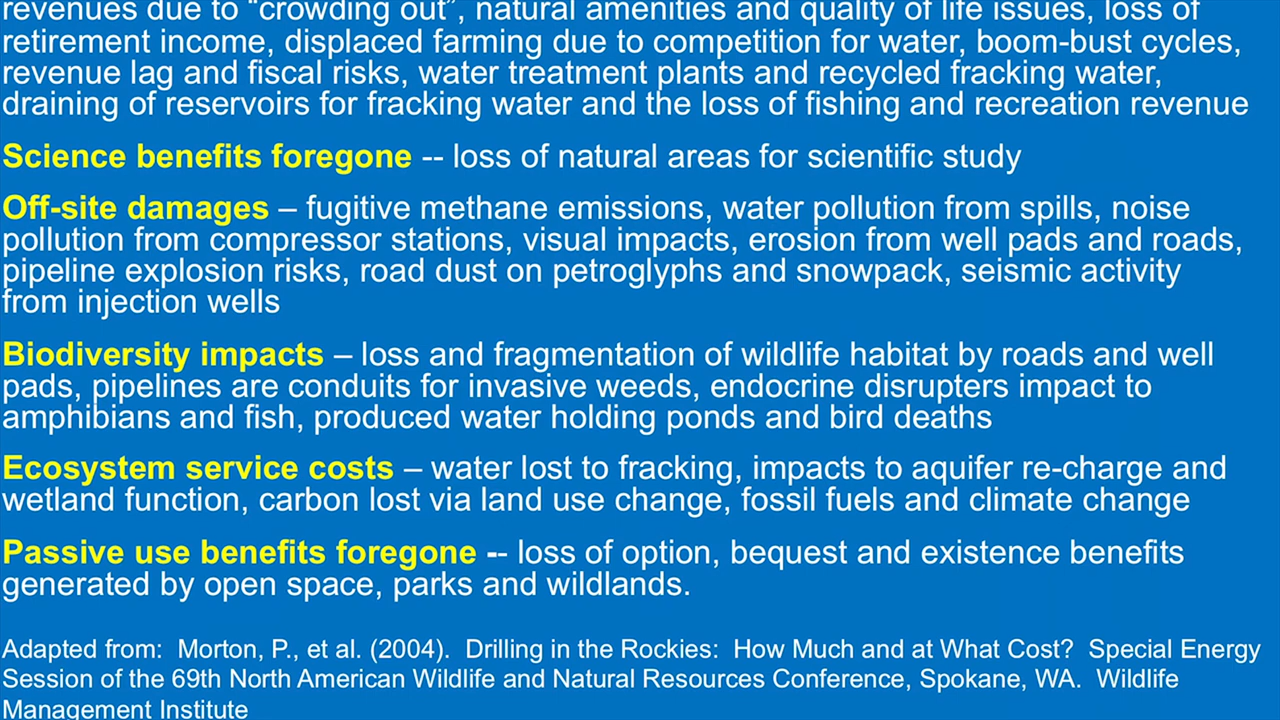 revenues due to “crowding out”, natural amenities and quality of life issues, loss of
retirement income, displaced farming due to competition for water, boom-bust cycles,
revenue lag and fiscal risks, water treatment plants and recycled fracking water,
draining of reservoirs for fracking water and the loss of fishing and recreation revenue
Science benefits foregone -- loss of natural areas for scientific study
Off-site damages – fugitive methane emissions, water pollution from spills, noise
pollution from compressor stations, visual impacts, erosion from well pads and roads,
pipeline explosion risks, road dust on petroglyphs and snowpack, seismic activity
from injection wells
Biodiversity impacts – loss and fragmentation of wildlife habitat by roads and well
pads, pipelines are conduits for invasive weeds, endocrine disrupters impact to
amphibians and fish, produced water holding ponds and bird deaths
Ecosystem service costs – water lost to fracking, impacts to aquifer re-charge and
wetland function, carbon lost via land use change, fossil fuels and climate change
Passive use benefits foregone -- loss of option, bequest and existence benefits
generated by open space, parks and wildlands.
Adapted from:  Morton, P., et al. (2004).  Drilling in the Rockies:  How Much and at What Cost?  Special Energy
Session of the 69th North American Wildlife and Natural Resources Conference, Spokane, WA.  Wildlife
Management Institute